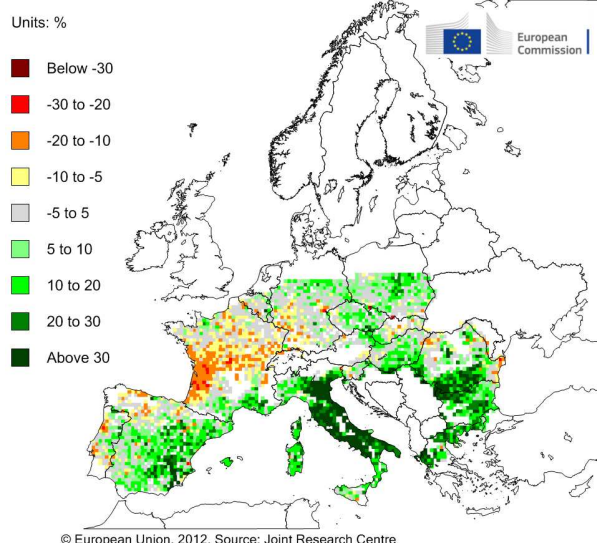 Units: %
European
Commission
Below -30
-30 to -20
-20 to -10
-10 to -5
-5 to 5
5 to 10
10 to 20
20 to 30
Above 30
© European Union, 2012. Source: Joint Research Centre